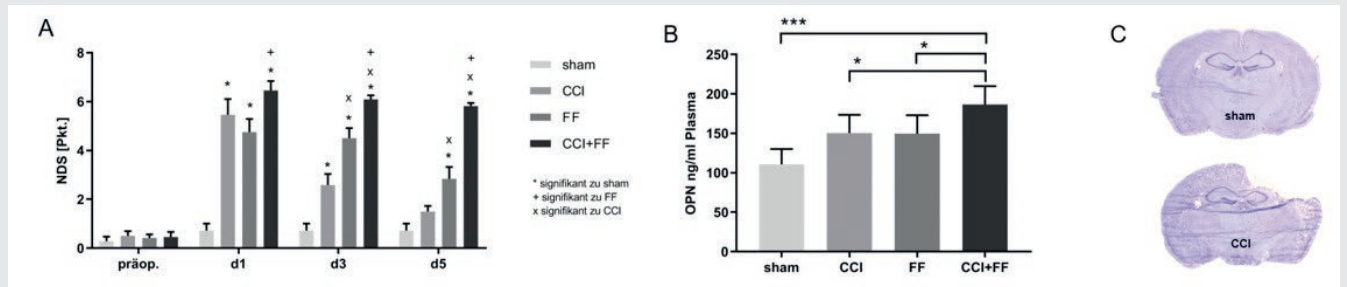 A
NDS [Pkt.]
8
6
4
2
0
präop.
d1
d3
d5
+
*
*
*
+
x
*
x
*
*
+
x
*
x
*
sham
CCI
FF
CCI+FF
* signifikant zu sham
+ signifikant zu FF
x signifikant zu CCI
B
OPN ng/ml Plasma
250
200
150
100
50
0
***
*
*
sham
CCI
FF
CCI+FF
C
sham
CCI